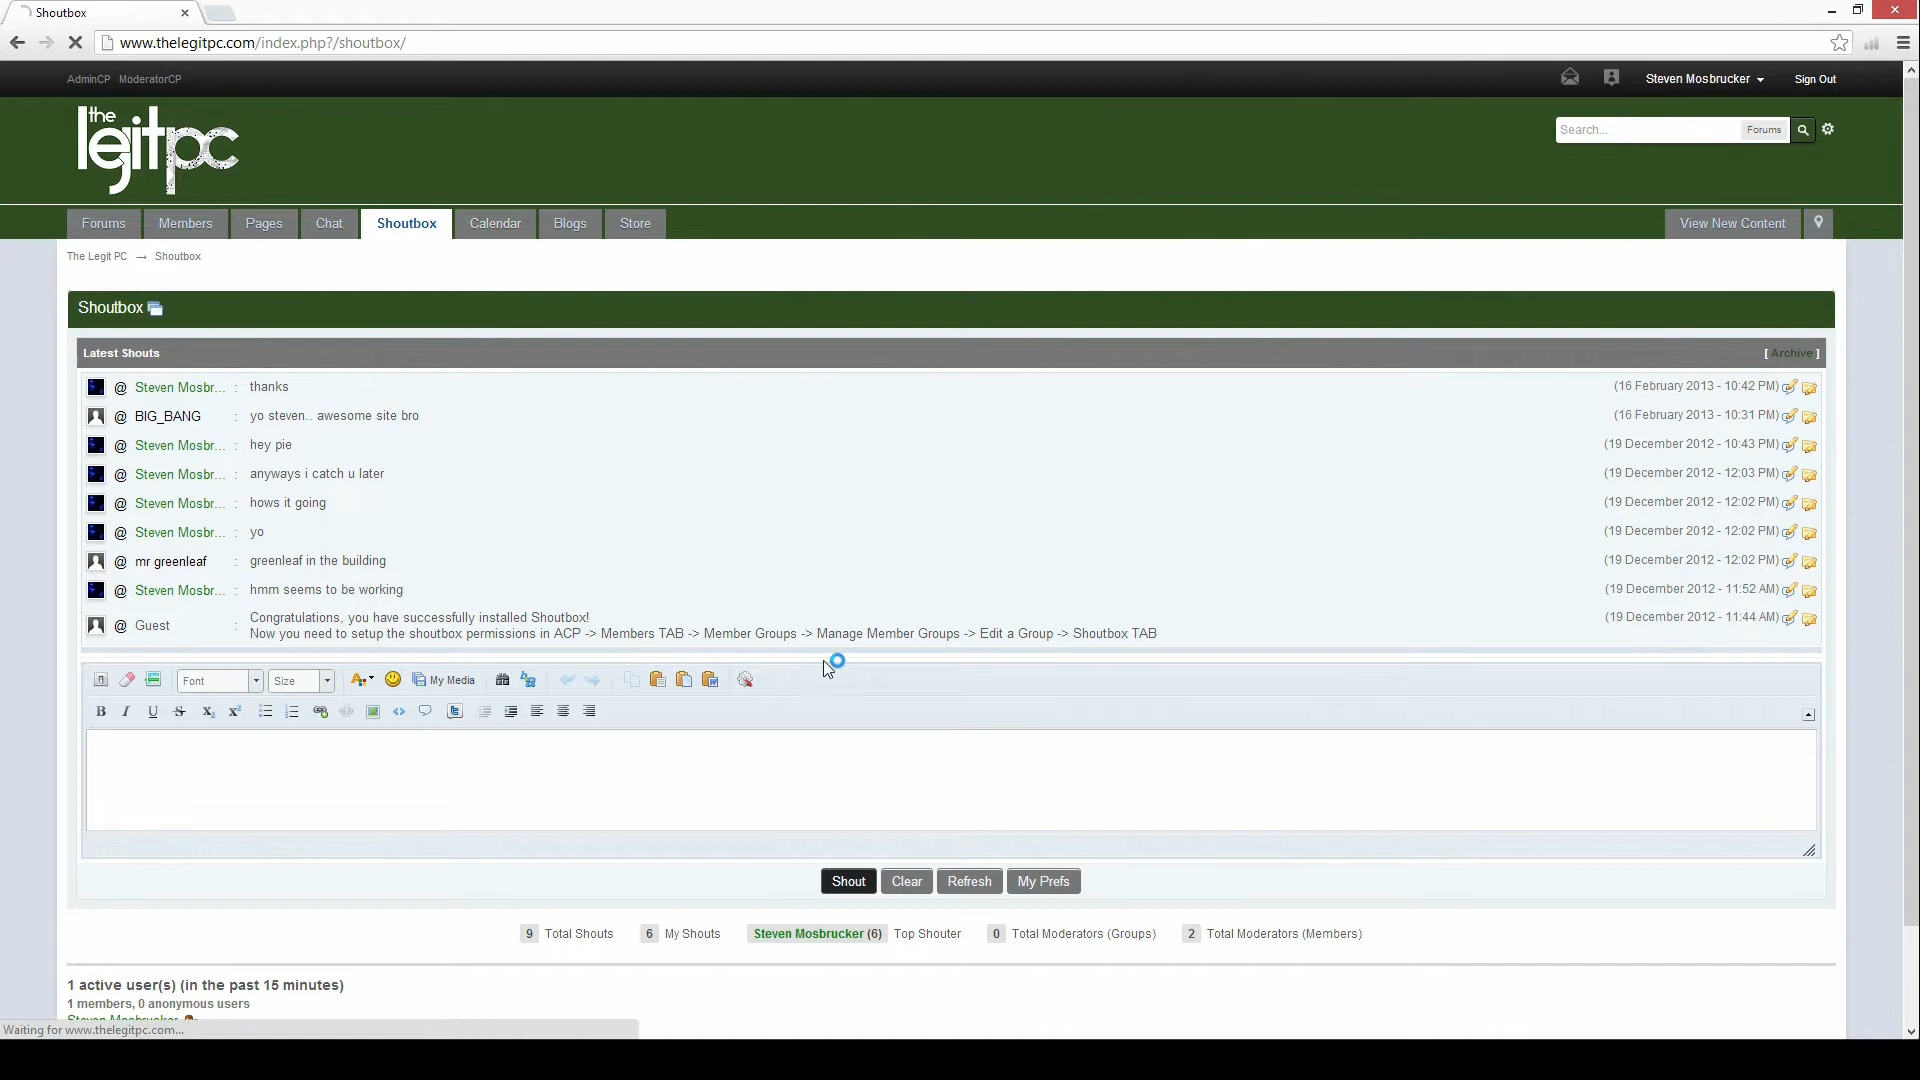 Shoutbox
www.thelegitpc.com/index.php?/shoutbox/
AdminCP ModeratorCP
Steven Mosbrucker Sign Out
the legitpc
Search... Forums
Forums Members Pages Chat Shoutbox Calendar Blogs Store View New Content
The Legit PC → Shoutbox
Shoutbox
Latest Shouts [ Archive ]
@ Steven Mosbr... : thanks (16 February 2013 - 10:42 PM)
@ BIG_BANG : yo steven.. awesome site bro (16 February 2013 - 10:31 PM)
@ Steven Mosbr... : hey pie (19 December 2012 - 10:43 PM)
@ Steven Mosbr... : anyways i catch u later (19 December 2012 - 12:03 PM)
@ Steven Mosbr... : hows it going (19 December 2012 - 12:02 PM)
@ Steven Mosbr... : yo (19 December 2012 - 12:02 PM)
@ mr greenleaf : greenleaf in the building (19 December 2012 - 12:02 PM)
@ Steven Mosbr... : hmm seems to be working (19 December 2012 - 11:52 AM)
@ Guest : Congratulations, you have successfully installed Shoutbox! (19 December 2012 - 11:44 AM)
Now you need to setup the shoutbox permissions in ACP -> Members TAB -> Member Groups -> Manage Member Groups -> Edit a Group -> Shoutbox TAB
Font Size My Media
B I U S X2 X2
Shout Clear Refresh My Prefs
9 Total Shouts 6 My Shouts Steven Mosbrucker (6) Top Shouter 0 Total Moderators (Groups) 2 Total Moderators (Members)
1 active user(s) (in the past 15 minutes)
1 members, 0 anonymous users
Steven Mosbrucker
Waiting for www.thelegitpc.com...